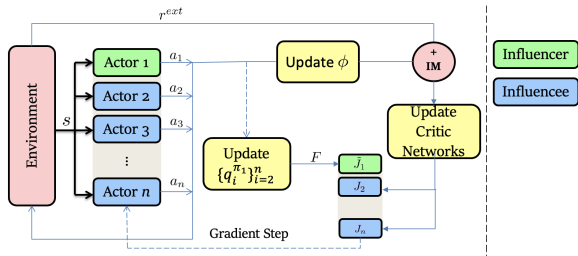 r^{ext}
Environment
s
Actor 1
a_1
Actor 2
a_2
Actor 3
a_3
⋮
Actor n
a_n
Update ϕ
+
IM
Update
{q_i^{π_1}}_{i=2}^n
F
J̃_1
J_2
J_n
Update
Critic
Networks
Gradient Step
Influencer
Influencee